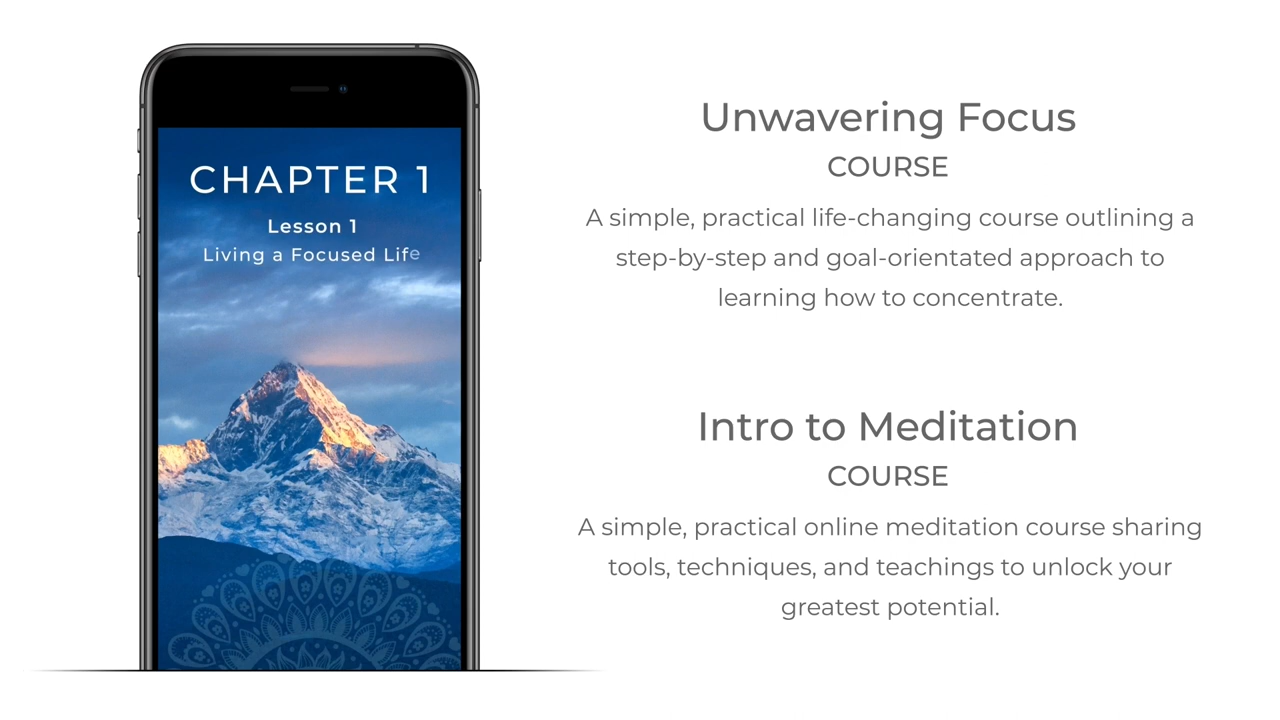 CHAPTER 1
Lesson 1
Living a Focused Life
Unwavering Focus
COURSE
A simple, practical life-changing course outlining a
step-by-step and goal-orientated approach to
learning how to concentrate.
Intro to Meditation
COURSE
A simple, practical online meditation course sharing
tools, techniques, and teachings to unlock your
greatest potential.